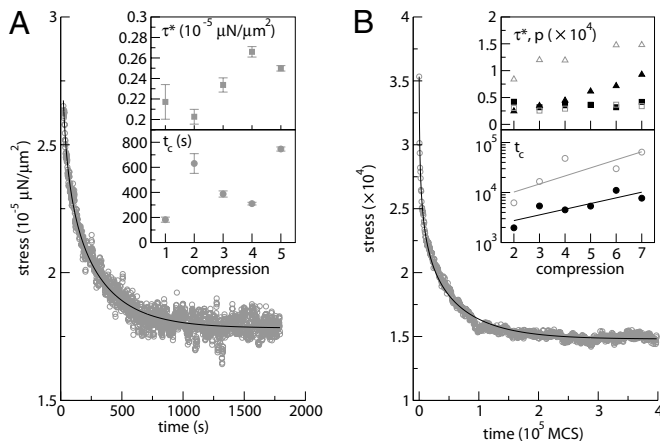 A
τ* (10⁻⁵ μN/μm²)
0.28
0.26
0.24
0.22
0.2
t_c (s)
800
600
400
200
0
1 2 3 4 5
compression
3
2.5
2
1.5
1
stress (10⁻⁵ μN/μm²)
0 500 1000 1500 2000
time (s)
B
τ*, p (×10⁴)
2
1.5
1
0.5
0
t_c
10⁵
10⁴
10³
2 3 4 5 6 7
compression
4
3.5
3
2.5
2
1.5
1
stress (×10⁴)
0 1 2 3 4
time (10⁵ MCS)